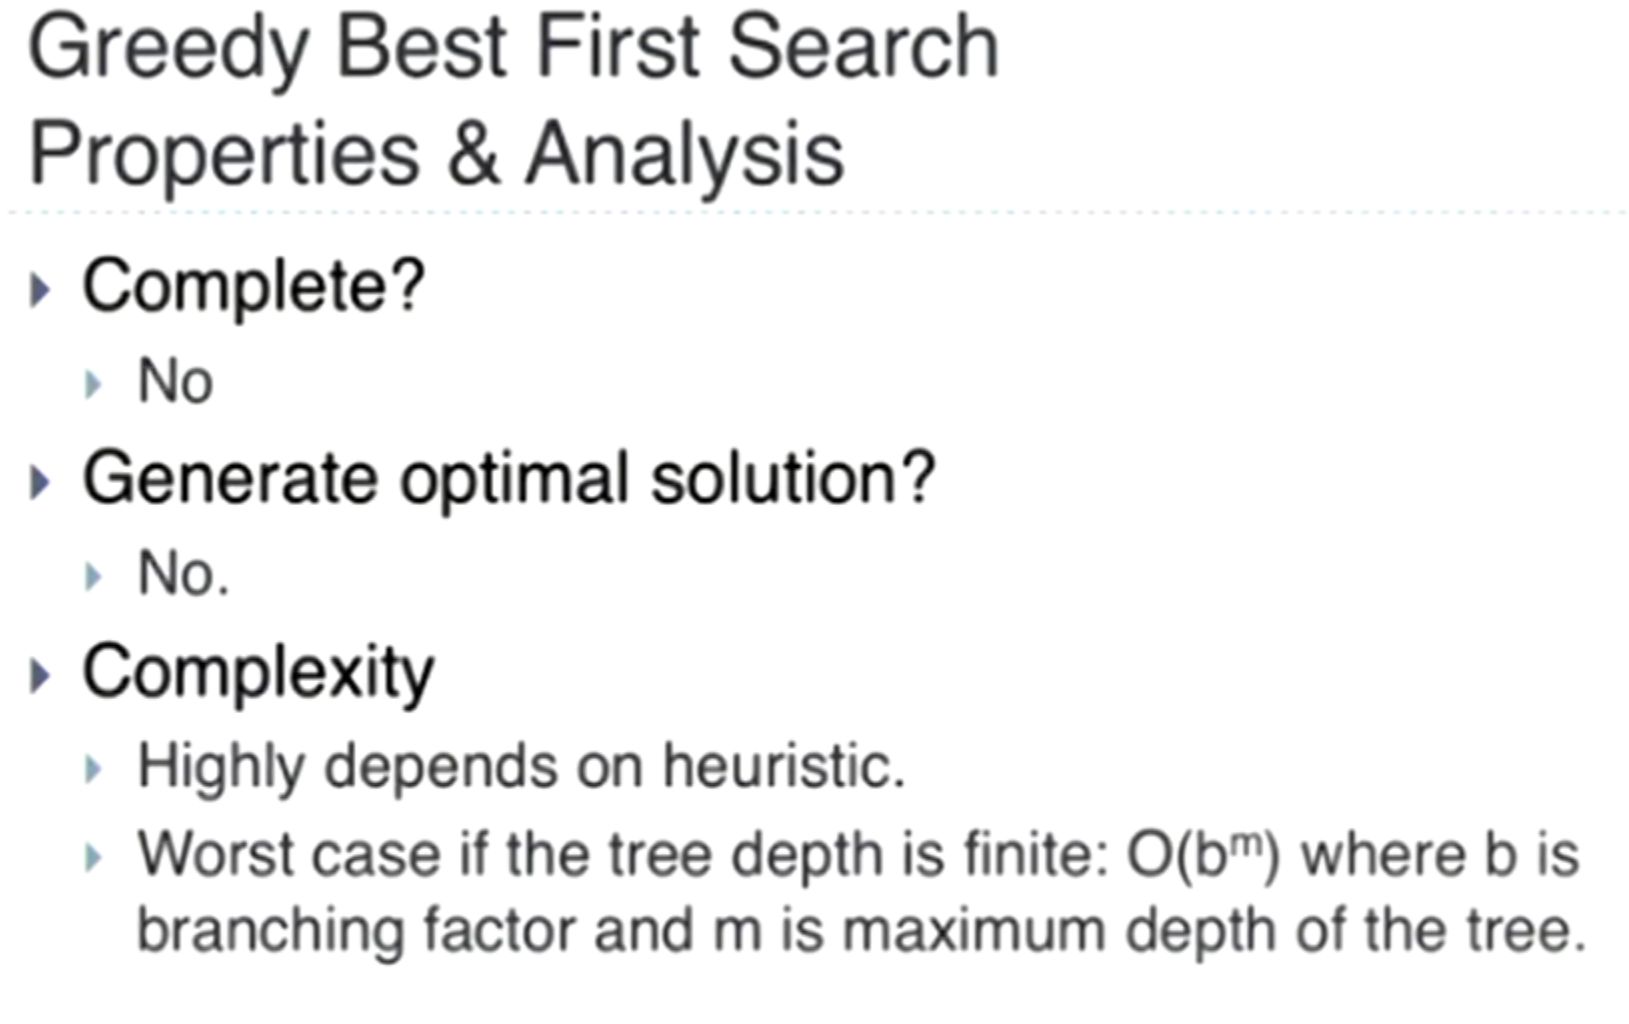 Greedy Best First Search
Properties & Analysis
Complete?
No
Generate optimal solution?
No.
Complexity
Highly depends on heuristic.
Worst case if the tree depth is finite: O(bᵐ) where b is
branching factor and m is maximum depth of the tree.